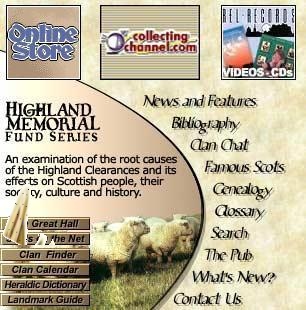 Online
Store
collecting
channel.com
REL-RECORDS
VIDEOS-CDs
HIGHLAND
MEMORIAL
FUND SERIES
An examination of the root causes
of the Highland Clearances and its
effects on Scottish people, their
culture and history.
Great Hall
The Net
Clan Finder
Clan Calendar
Heraldic Dictionary
Landmark Guide
News and Features
Bibliography
Clan Chat
Famous Scots
Genealogy
Glossary
Search
The Pub
What's New?
Contact Us